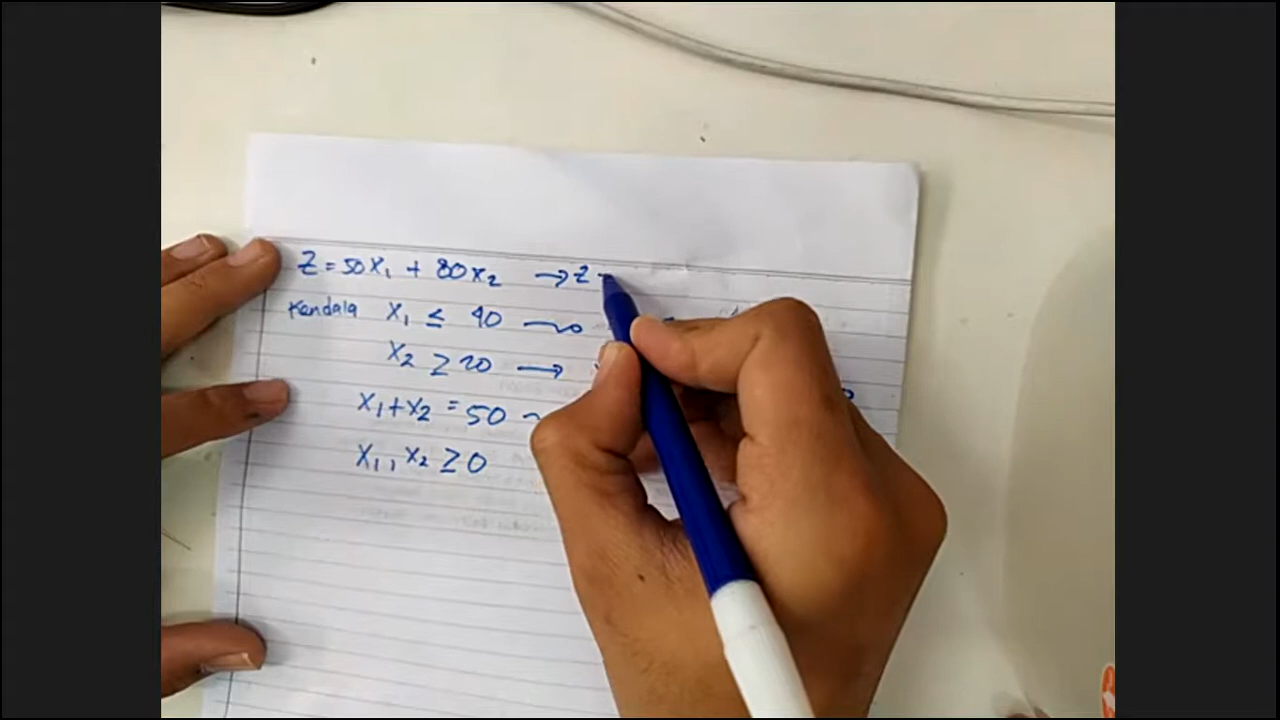 Z = 50x₁ + 80x₂ → Z
Kendala x₁ ≤ 40
x₂ ≥ 20 →
x₁+x₂ = 50
x₁, x₂ ≥ 0